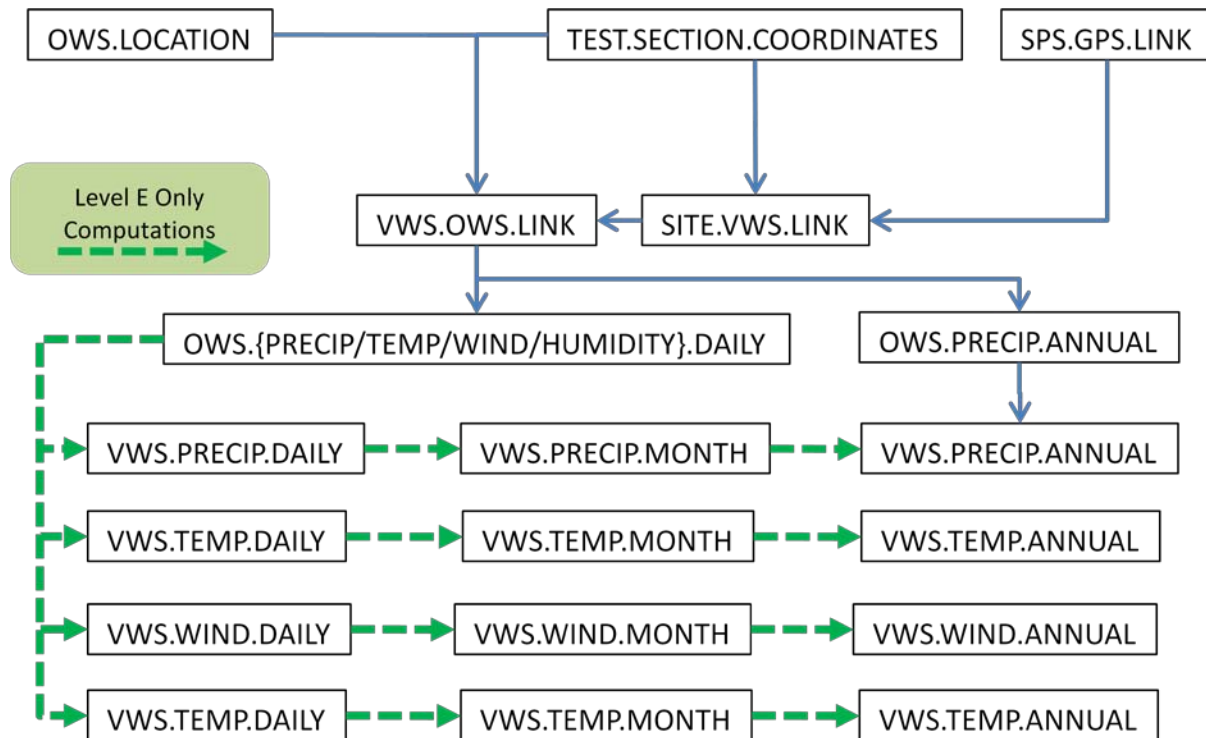 OWS.LOCATION
TEST.SECTION.COORDINATES
SPS.GPS.LINK
Level E Only
Computations
VWS.OWS.LINK
SITE.VWS.LINK
OWS.{PRECIP/TEMP/WIND/HUMIDITY}.DAILY
OWS.PRECIP.ANNUAL
VWS.PRECIP.DAILY
VWS.PRECIP.MONTH
VWS.PRECIP.ANNUAL
VWS.TEMP.DAILY
VWS.TEMP.MONTH
VWS.TEMP.ANNUAL
VWS.WIND.DAILY
VWS.WIND.MONTH
VWS.WIND.ANNUAL
VWS.TEMP.DAILY
VWS.TEMP.MONTH
VWS.TEMP.ANNUAL